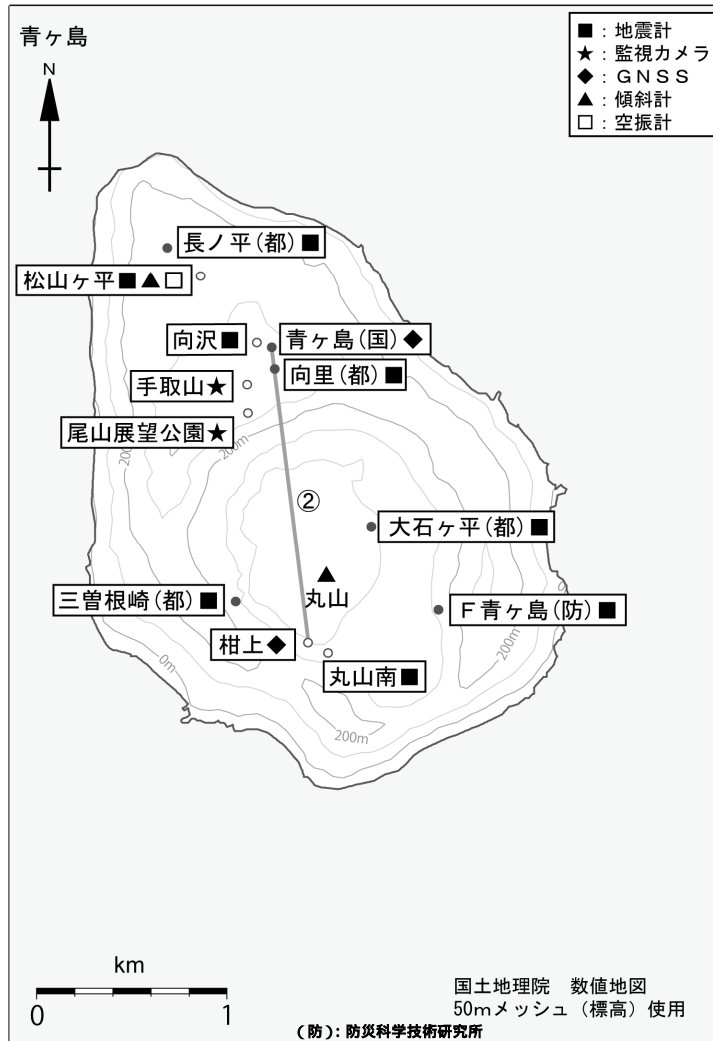 青ヶ島
N
■：地震計
★：監視カメラ
◆：ＧＮＳＳ
▲：傾斜計
□：空振計
長ノ平(都)■
松山ヶ平■▲□
向沢■
青ヶ島(国)◆
向里(都)■
手取山★
尾山展望公園★
200m
200m
②
大石ヶ平(都)■
丸山
三曽根崎(都)■
Ｆ青ヶ島(防)■
柑上◆
丸山南■
0m
200m
200m
km
0 1
国土地理院　数値地図
50mメッシュ（標高）使用
(防)：防災科学技術研究所